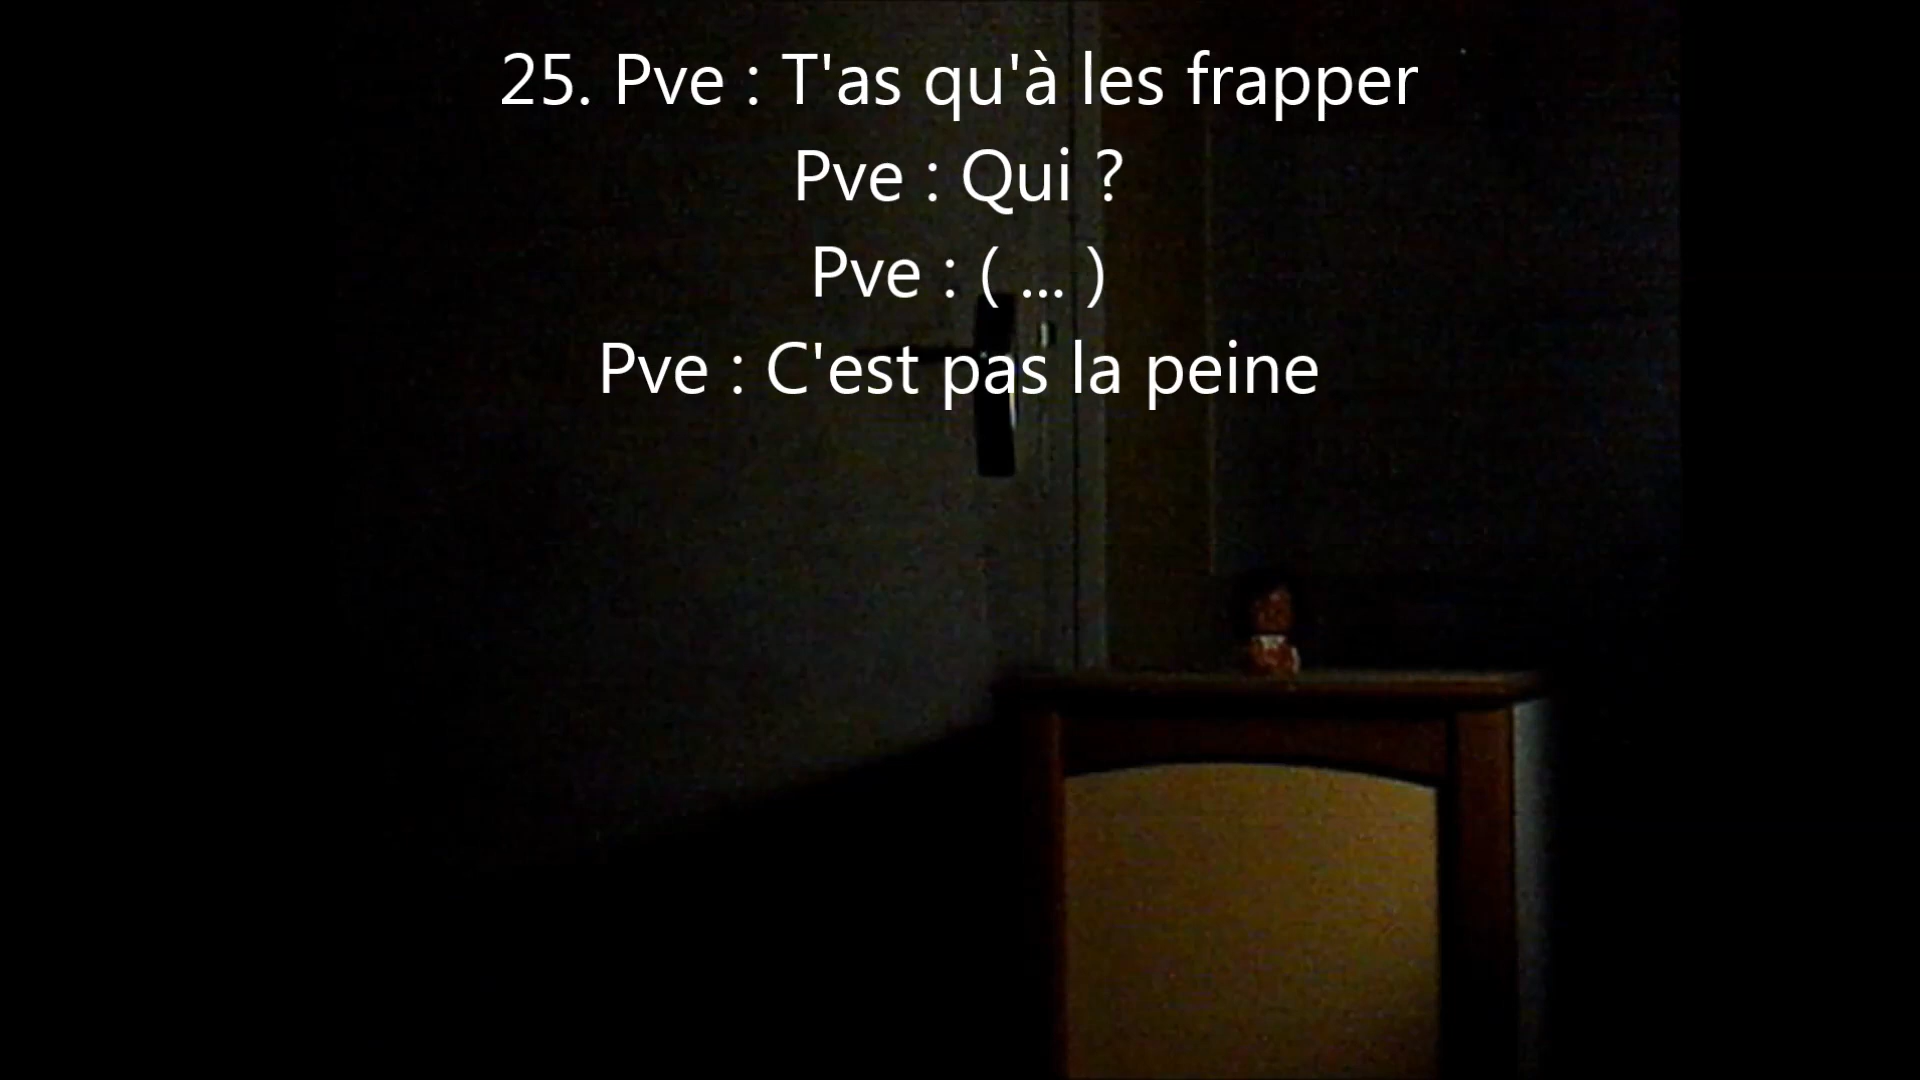 25. Pve : T'as qu'à les frapper
Pve : Qui ?
Pve : ( ... )
Pve : C'est pas la peine